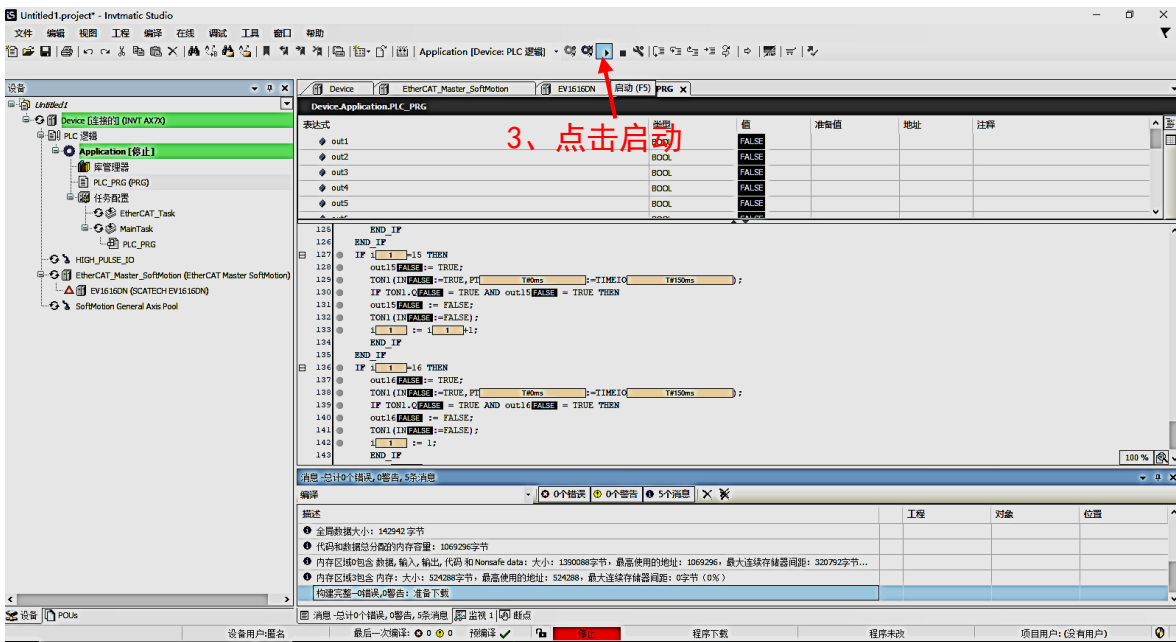 Untitled1.project* - Invtmatic Studio
文件 编辑 视图 工程 编译 在线 调试 工具 窗口 帮助
Application [Device: PLC 逻辑]
设备
Device EtherCAT_Master_SoftMotion EV1616DN 启动 (F5) PRG
Untitled1
Device [连接的] (INVT AX7X)
PLC 逻辑
Application [停止]
库管理器
PLC_PRG (PRG)
任务配置
EtherCAT_Task
MainTask
PLC_PRG
HIGH_PULSE_IO
EtherCAT_Master_SoftMotion (EtherCAT Master SoftMotion)
EV1616DN (SCATECH EV1616DN)
SoftMotion General Axis Pool
Device.Application.PLC_PRG
表达式 类型 值 准备值 地址 注释
3、点击启动
out1 BOOL FALSE
out2 BOOL FALSE
out3 BOOL FALSE
out4 BOOL FALSE
out5 BOOL FALSE
125 END_IF
126 END_IF
127 IF i 1 =15 THEN
128 out15 FALSE := TRUE;
129 TON1(IN FALSE :=TRUE,PT T#0ms :=TIMEIO T#150ms );
130 IF TON1.Q FALSE = TRUE AND out15 FALSE = TRUE THEN
131 out15 FALSE := FALSE;
132 TON1(IN FALSE :=FALSE);
133 i 1 := i 1 +1;
134 END_IF
135 END_IF
136 IF i 1 =16 THEN
137 out16 FALSE := TRUE;
138 TON1(IN FALSE :=TRUE,PT T#0ms :=TIMEIO T#150ms );
139 IF TON1.Q FALSE = TRUE AND out16 FALSE = TRUE THEN
140 out16 FALSE := FALSE;
141 TON1(IN FALSE :=FALSE);
142 i 1 := 1;
143 END_IF
100 %
消息 -总计0个错误, 0警告, 5条消息
编译 0个错误 0个警告 5个消息
描述 工程 对象 位置
全局数据大小: 142942 字节
代码和数据总分配的内存容量: 1069296字节
内存区域0包含 数据, 输入, 输出, 代码 和 Nonsafe data: 大小: 1390088字节, 最高使用的地址: 1069296, 最大连续存储器间距: 320792字节...
内存区域3包含 内存: 大小: 524288字节, 最高使用的地址: 524288, 最大连续存储器间距: 0字节 (0%)
构建完整--0错误,0警告: 准备下载
设备 POUs
消息 -总计0个错误, 0警告, 5条消息 监视 1 断点
设备用户:匿名 最后一次编译: 0 0 预编译 停止 程序下载 程序未改 项目用户: (没有用户)